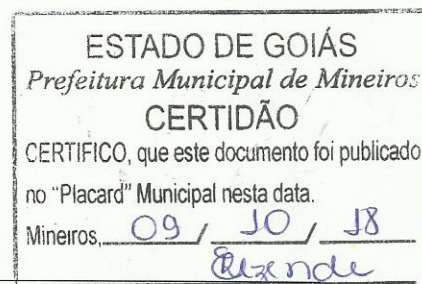 ESTADO DE GOIÁS
Prefeitura Municipal de Mineiros
CERTIDÃO
CERTIFICO, que este documento foi publicado
no "Placard" Municipal nesta data.
Mineiros, 09 / 10 / 18
Rezende